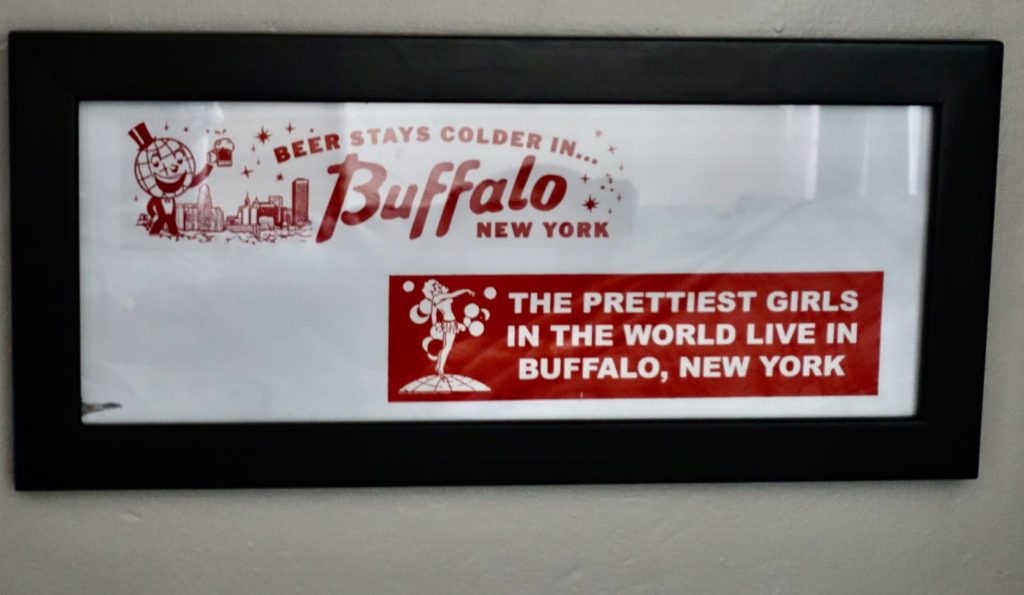 BEER STAYS COLDER IN...
Buffalo
NEW YORK
THE PRETTIEST GIRLS
IN THE WORLD LIVE IN
BUFFALO, NEW YORK